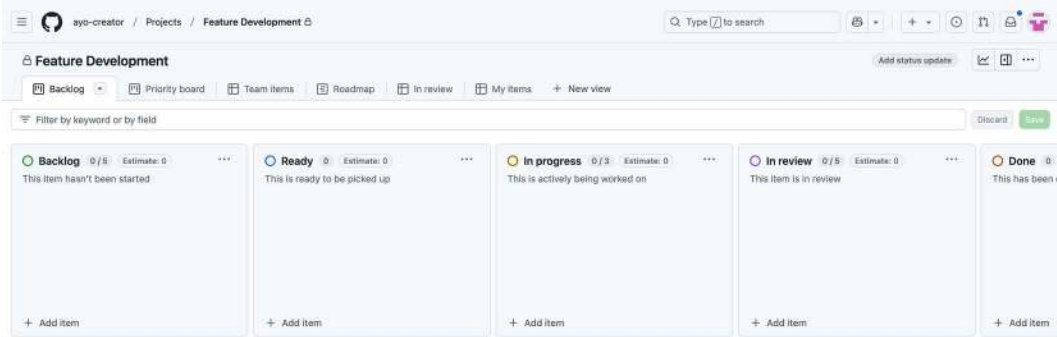 ayo-creator / Projects / Feature Development
Type / to search
Feature Development
Add status update
Backlog
Priority board
Team items
Roadmap
In review
My items
+ New view
Filter by keyword or by field
Discard
Save
Backlog 0/5 Estimate: 0
This item hasn't been started
+ Add item
Ready 0 Estimate: 0
This is ready to be picked up
+ Add item
In progress 0/3 Estimate: 0
This is actively being worked on
+ Add item
In review 0/5 Estimate: 0
This item is in review
+ Add item
Done 0
This has been
+ Add item